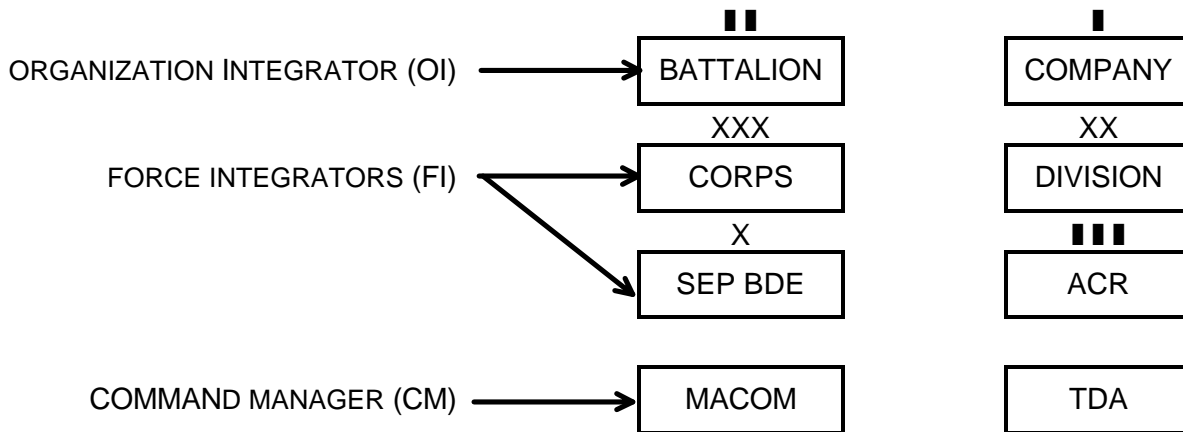 ORGANIZATION INTEGRATOR (OI)
BATTALION
COMPANY
XXX
XX
FORCE INTEGRATORS (FI)
CORPS
DIVISION
X
SEP BDE
ACR
COMMAND MANAGER (CM)
MACOM
TDA